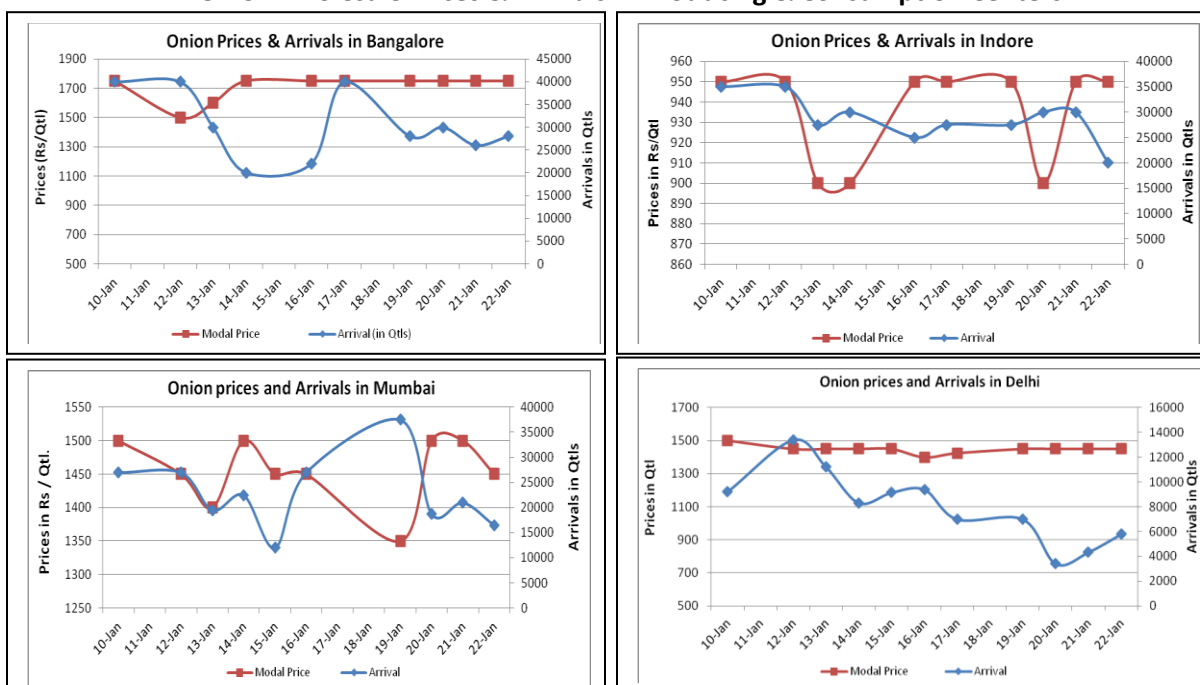 Onion Prices & Arrivals in Bangalore
Prices (Rs/Qtl)
1900
1700
1500
1300
1100
900
700
500
45000
40000
35000
30000
25000
20000
15000
10000
5000
0
Arrivals in Qtls
10-Jan
11-Jan
12-Jan
13-Jan
14-Jan
15-Jan
16-Jan
17-Jan
18-Jan
19-Jan
20-Jan
21-Jan
22-Jan
Modal Price Arrival (in Qtls)
Onion Prices & Arrivals in Indore
Prices in Rs/Qtl
960
950
940
930
920
910
900
890
880
870
860
40000
35000
30000
25000
20000
15000
10000
5000
0
Arrivals in Qtls
10-Jan
11-Jan
12-Jan
13-Jan
14-Jan
15-Jan
16-Jan
17-Jan
18-Jan
19-Jan
20-Jan
21-Jan
22-Jan
Modal Price Arrival
Onion prices and Arrivals in Mumbai
Prices in Rs / Qtl.
1550
1500
1450
1400
1350
1300
1250
40000
35000
30000
25000
20000
15000
10000
5000
0
Arrivals in Qtls
10-Jan
11-Jan
12-Jan
13-Jan
14-Jan
15-Jan
16-Jan
17-Jan
18-Jan
19-Jan
20-Jan
21-Jan
22-Jan
Modal Price Arrival
Onion prices and Arrivals in Delhi
Prices in Qtl
1700
1500
1300
1100
900
700
500
16000
14000
12000
10000
8000
6000
4000
2000
0
Arrivals in Qtls
10-Jan
11-Jan
12-Jan
13-Jan
14-Jan
15-Jan
16-Jan
17-Jan
18-Jan
19-Jan
20-Jan
21-Jan
22-Jan
Modal Price Arrival